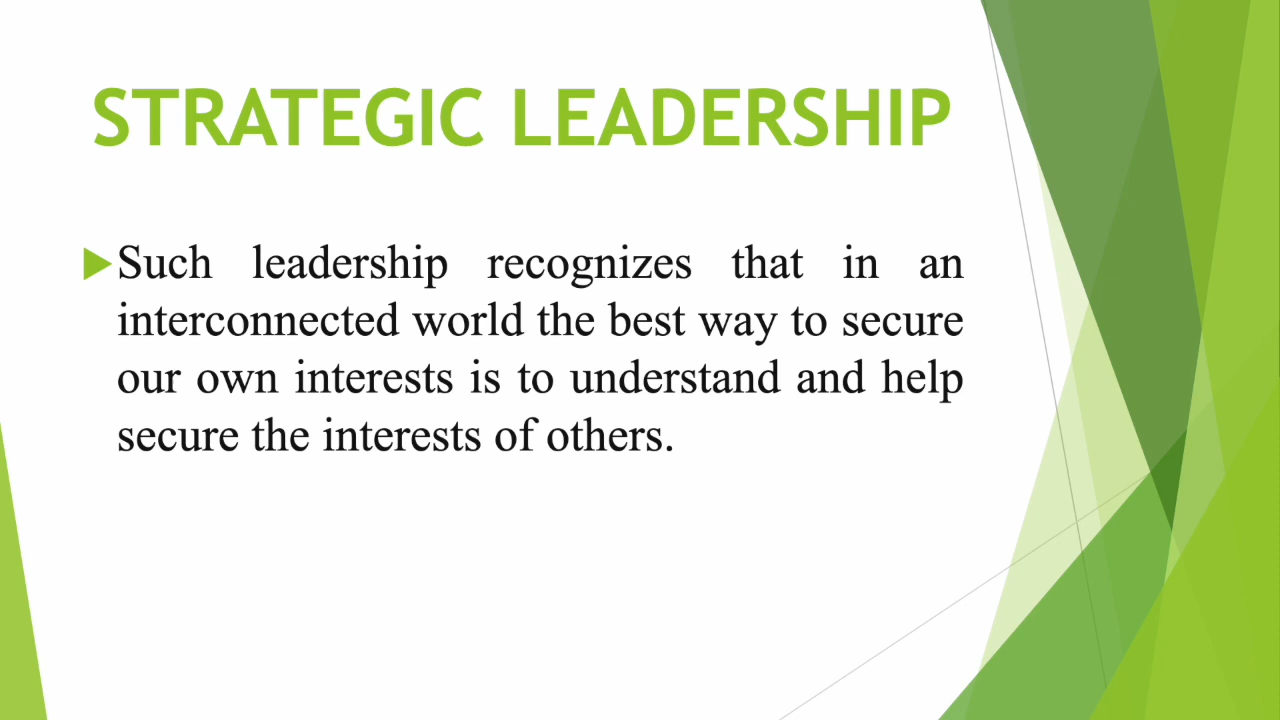 STRATEGIC LEADERSHIP
Such leadership recognizes that in an
interconnected world the best way to secure
our own interests is to understand and help
secure the interests of others.